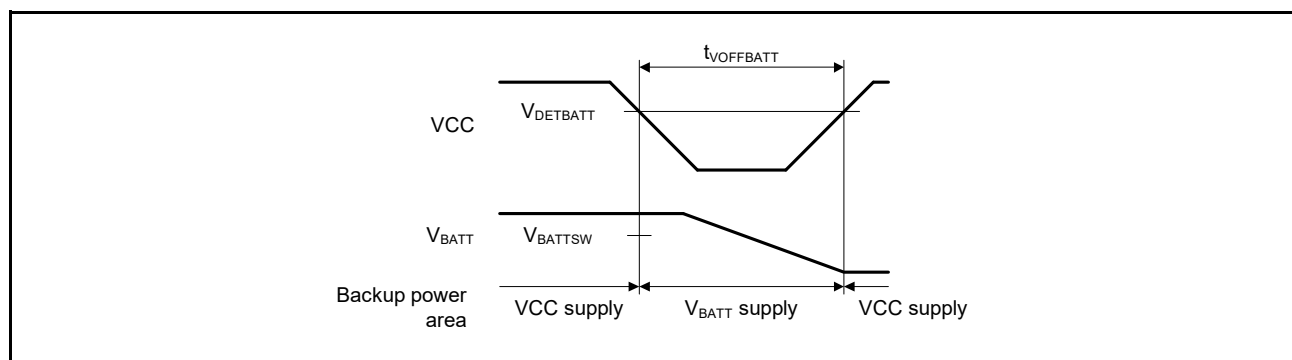 tVOFFBATT
VCC
VDETBATT
VBATT
VBATTSW
Backup power
area
VCC supply
VBATT supply
VCC supply